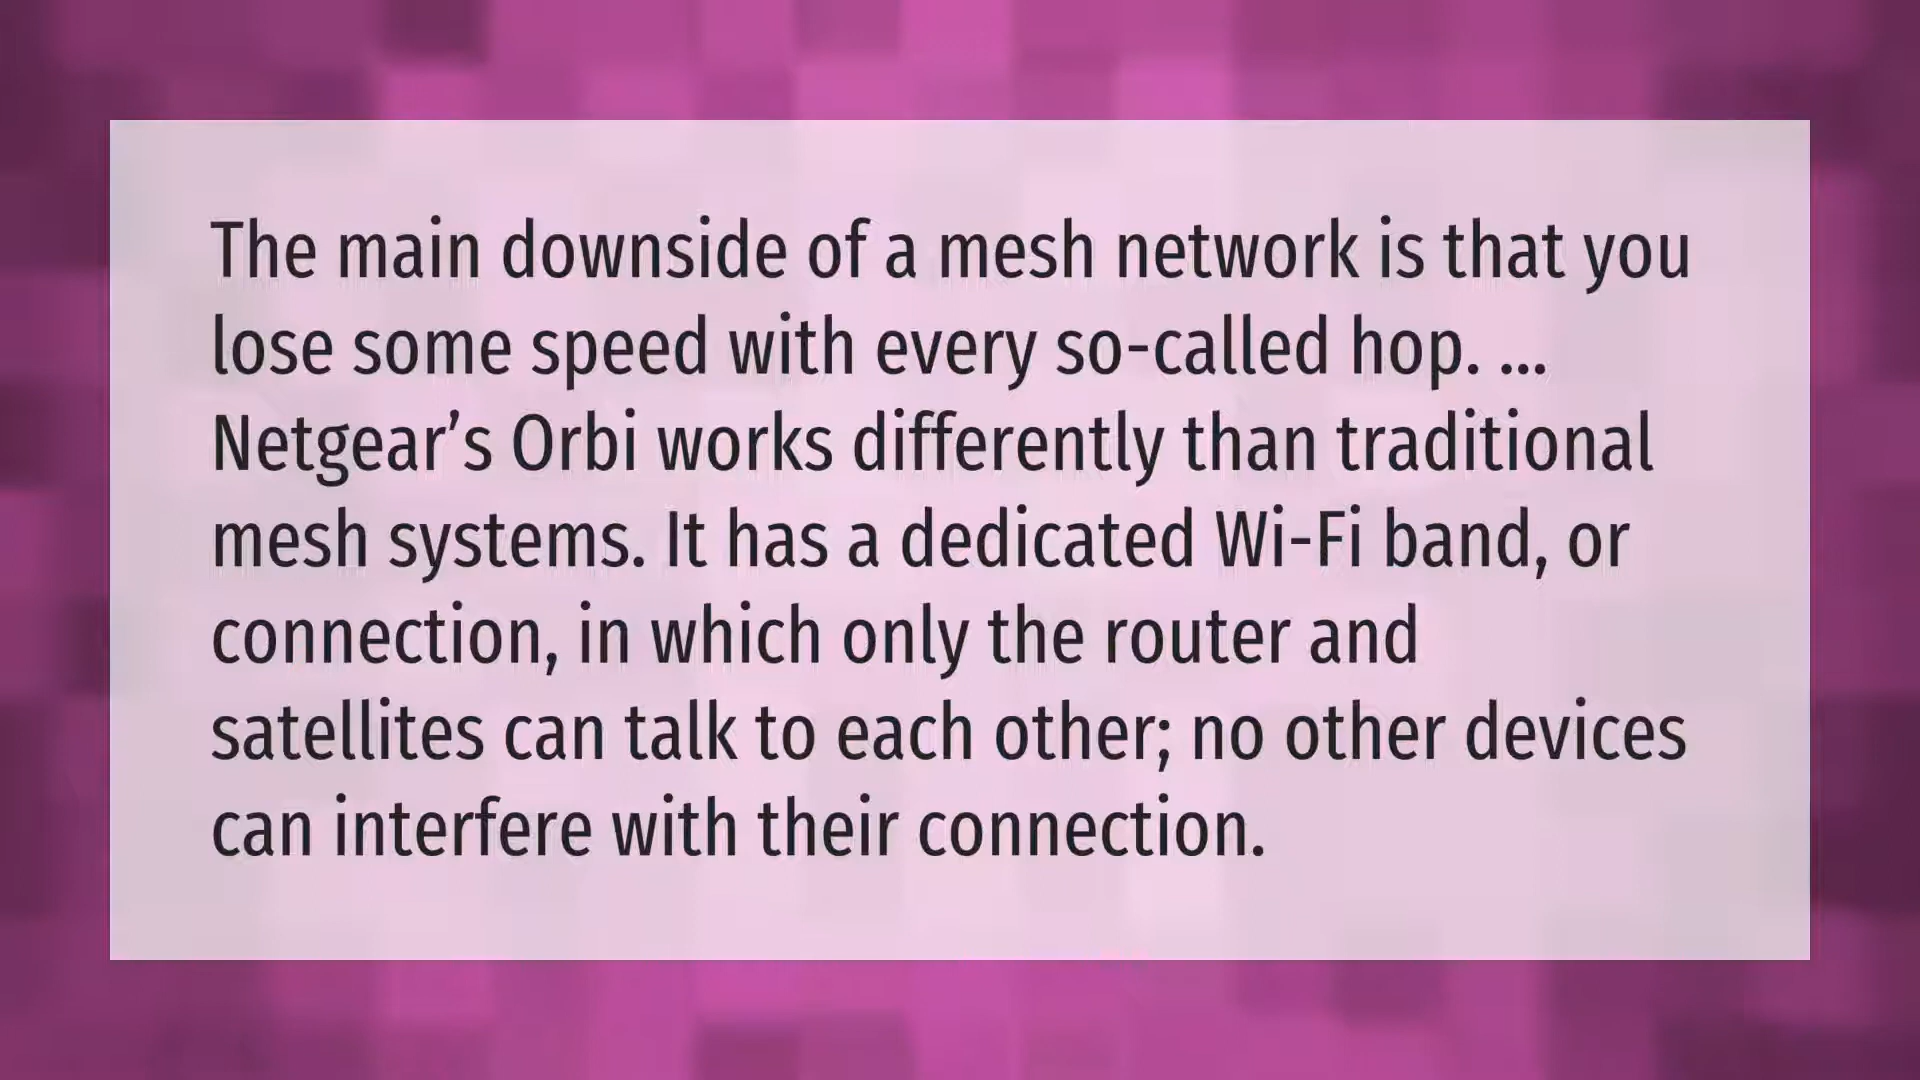 The main downside of a mesh network is that you
lose some speed with every so-called hop. ...
Netgear’s Orbi works differently than traditional
mesh systems. It has a dedicated Wi-Fi band, or
connection, in which only the router and
satellites can talk to each other; no other devices
can interfere with their connection.